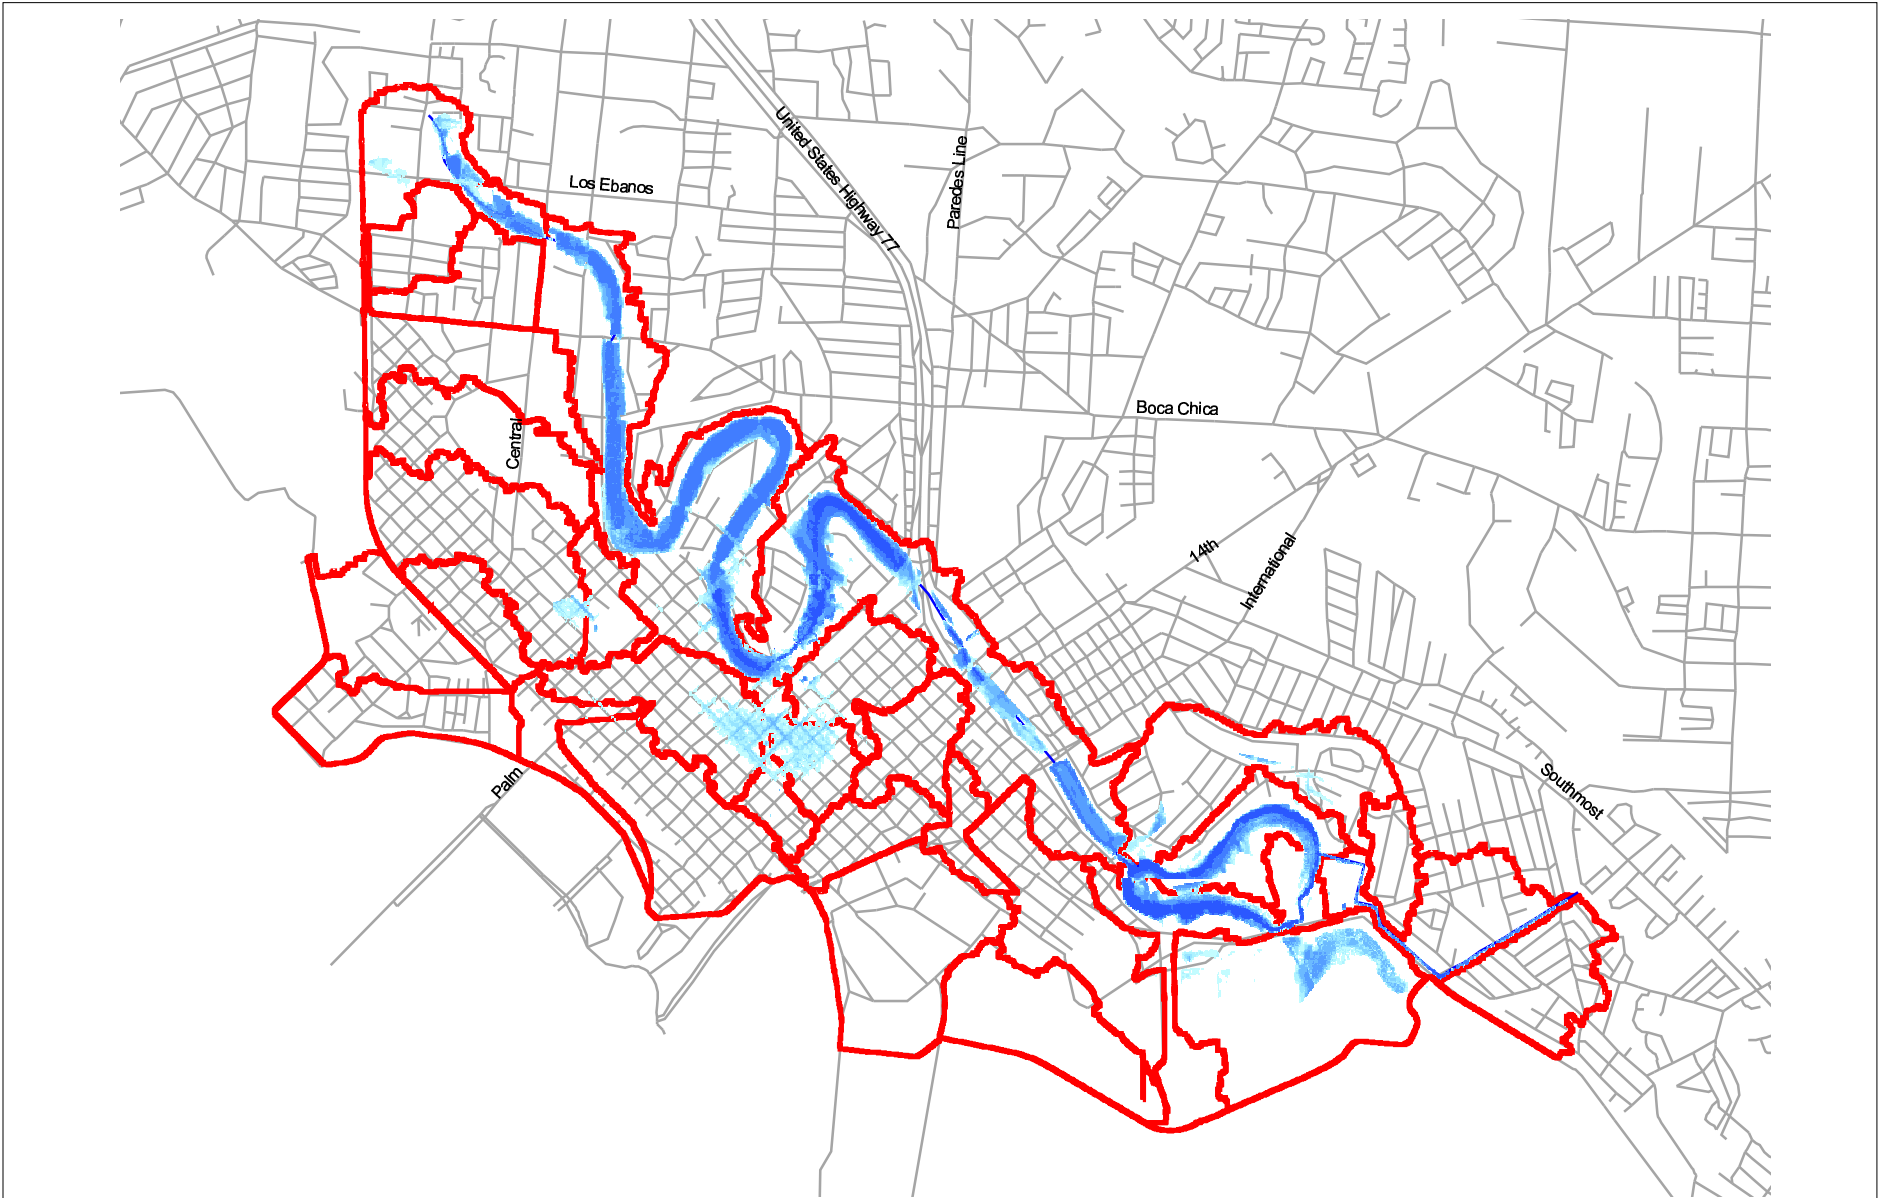 United States Highway 77
Paredes Line
Los Ebanos
Boca Chica
Central
14th
International
Palm
Southmost